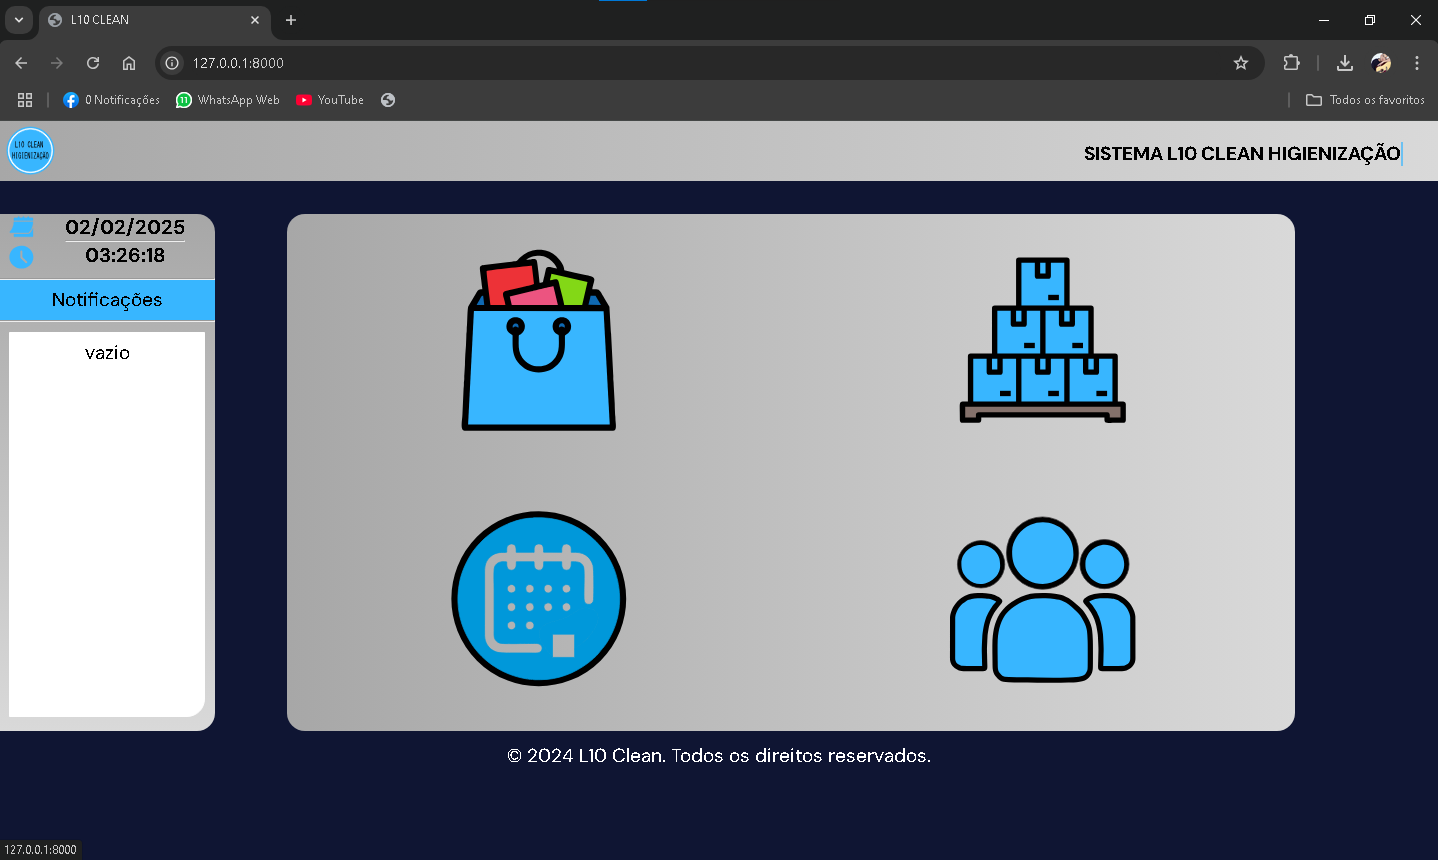 L10 CLEAN
127.0.0.1:8000
0 Notificações
11
WhatsApp Web
YouTube
Todos os favoritos
L10 CLEAN
HIGIENIZAÇÃO
SISTEMA L10 CLEAN HIGIENIZAÇÃO
02/02/2025
03:26:18
Notificações
vazio
© 2024 L10 Clean. Todos os direitos reservados.
127.0.0.1:8000